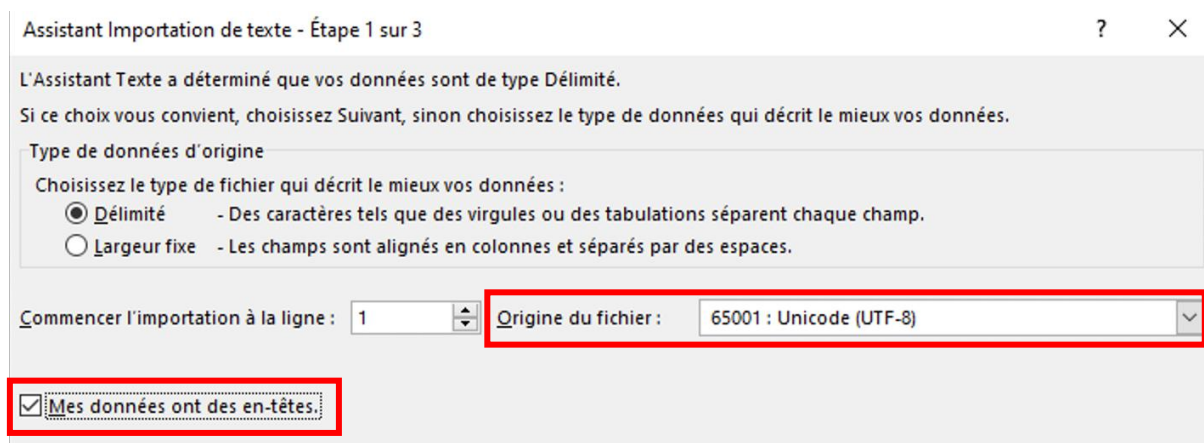 Assistant Importation de texte - Étape 1 sur 3 ? ✕
L'Assistant Texte a déterminé que vos données sont de type Délimité.
Si ce choix vous convient, choisissez Suivant, sinon choisissez le type de données qui décrit le mieux vos données.
Type de données d'origine
Choisissez le type de fichier qui décrit le mieux vos données :
Délimité - Des caractères tels que des virgules ou des tabulations séparent chaque champ.
Largeur fixe - Les champs sont alignés en colonnes et séparés par des espaces.
Commencer l'importation à la ligne : 1 Origine du fichier : 65001 : Unicode (UTF-8)
Mes données ont des en-têtes.